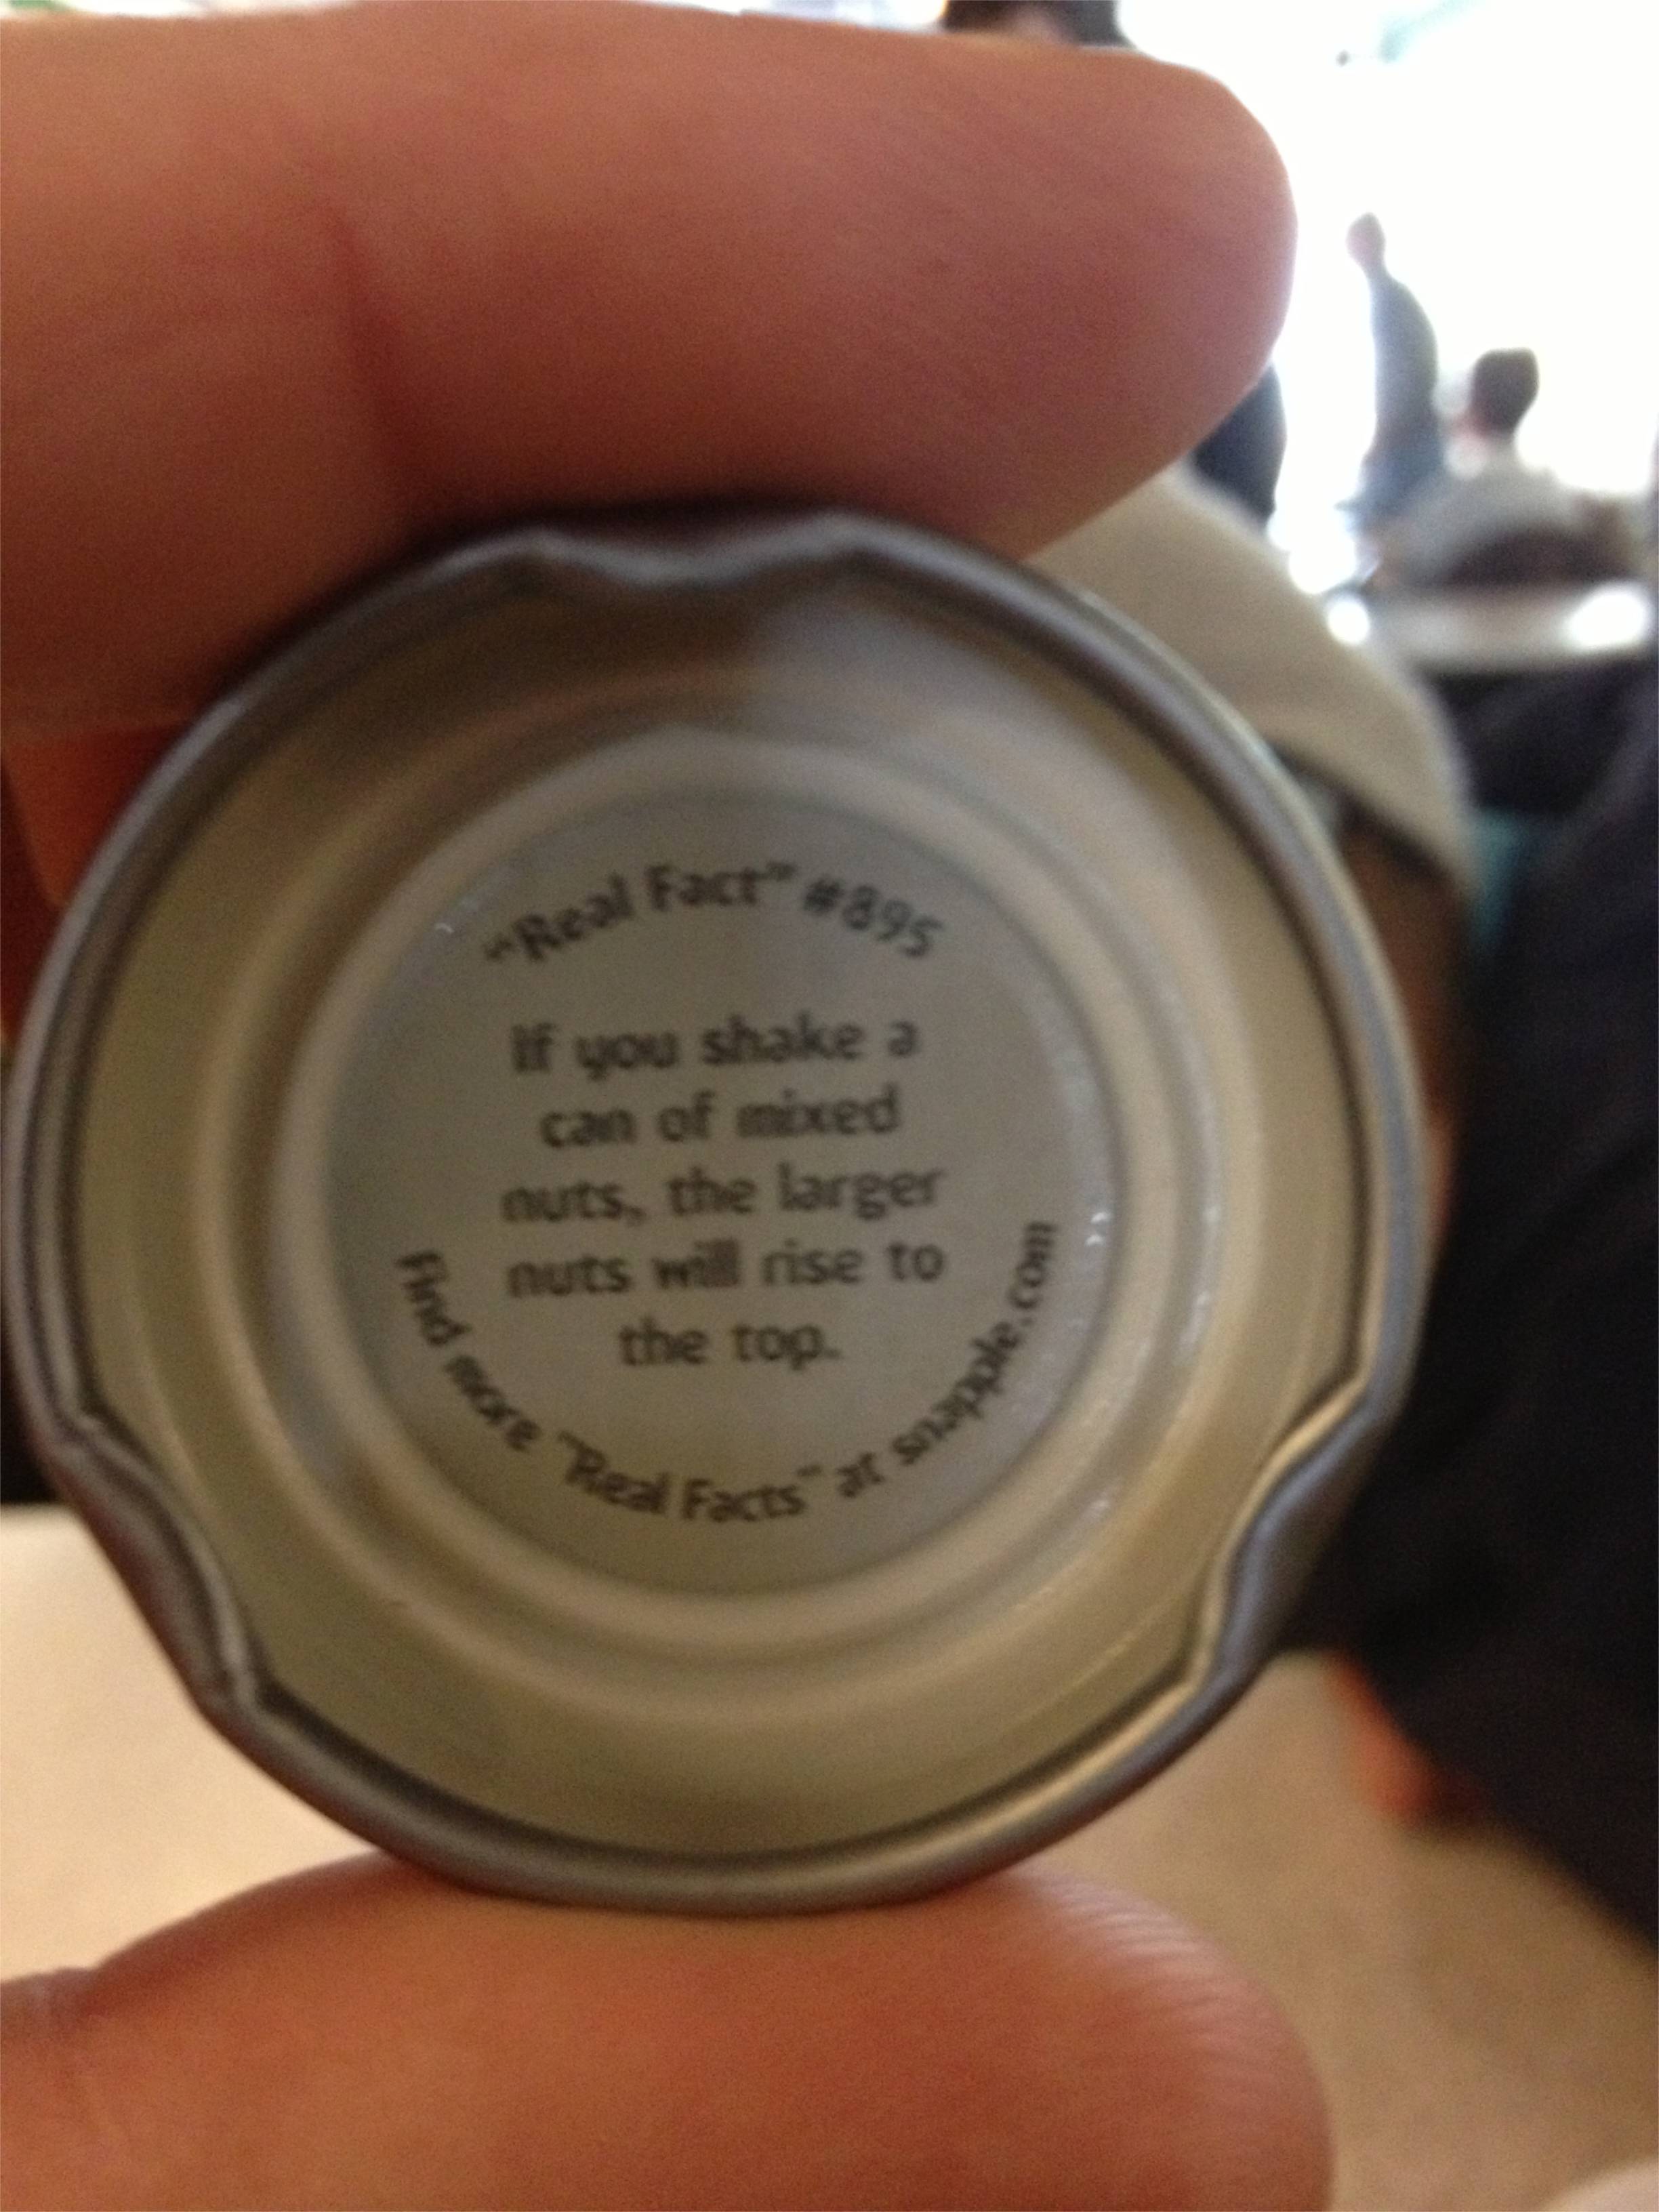 "Real Fact" #895
If you shake a
can of mixed
nuts, the larger
nuts will rise to
the top.
Find more "Real Facts" at snapple.com